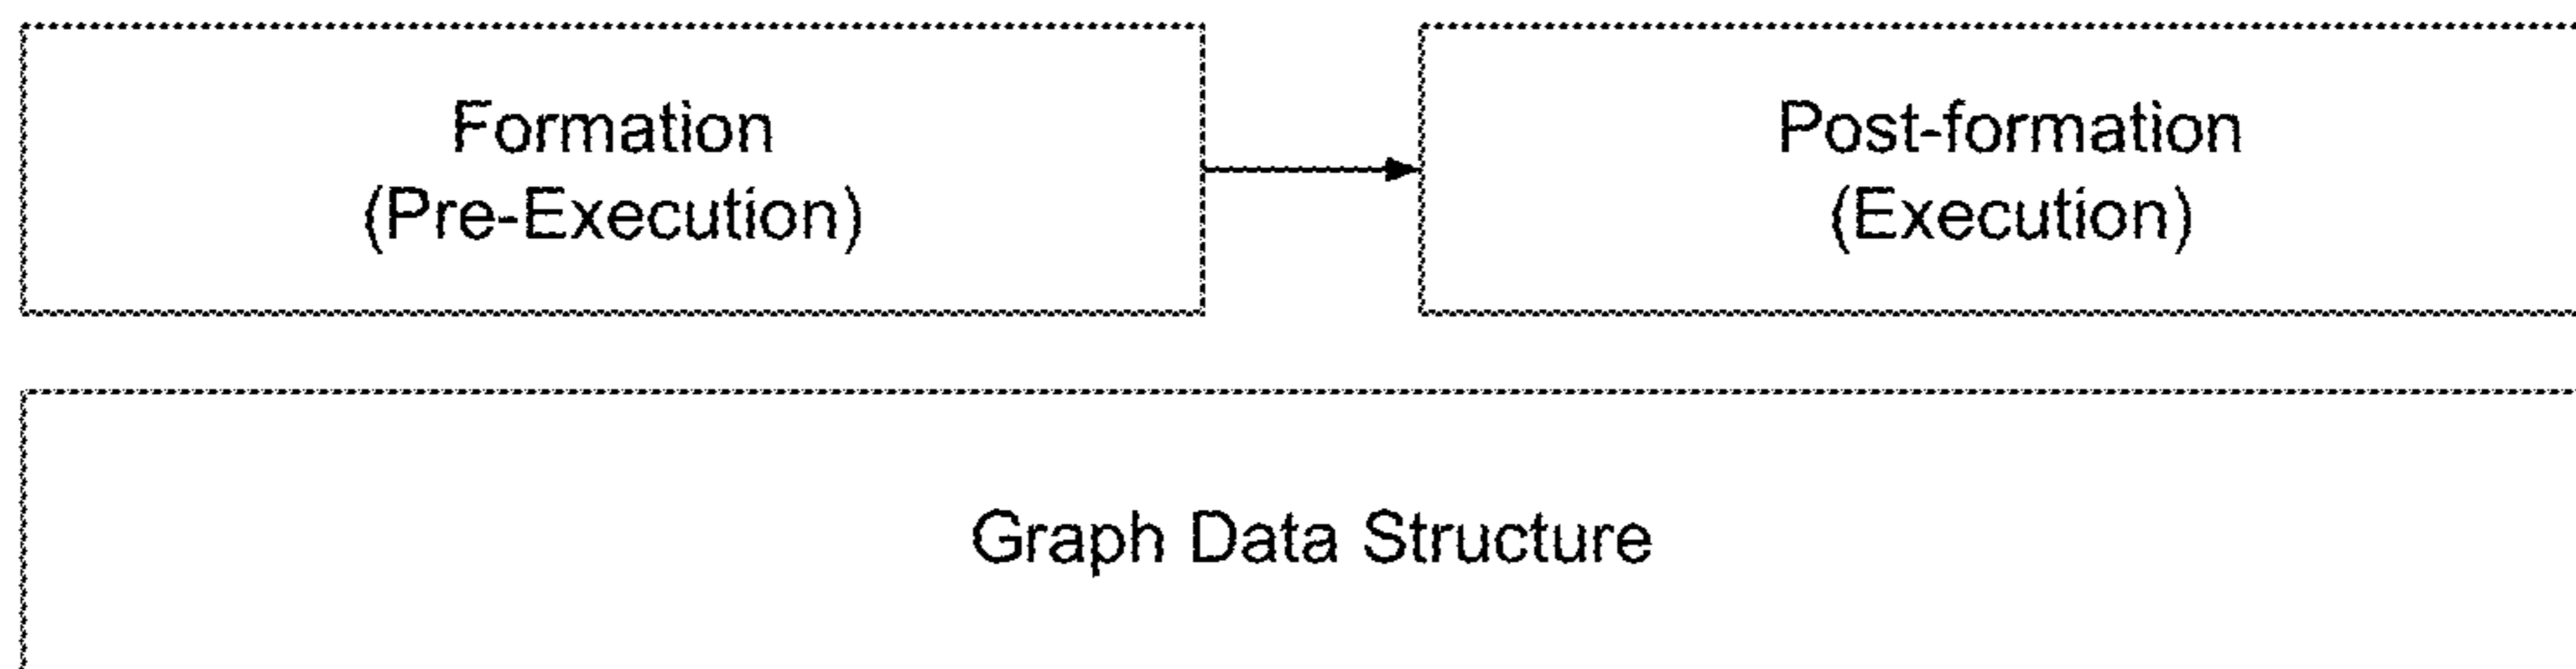 Formation
(Pre-Execution)
Post-formation
(Execution)
Graph Data Structure